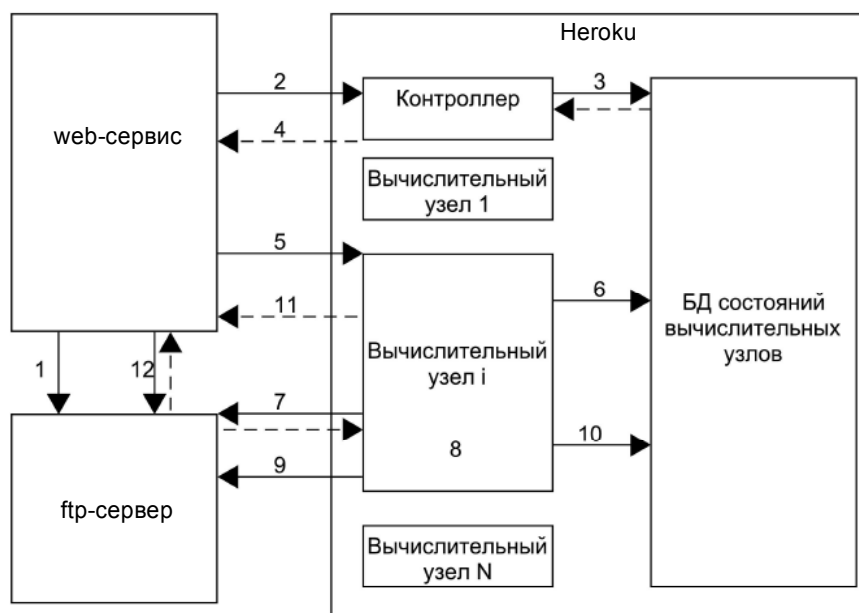 Heroku
2
Контроллер
3
web-сервис
4
Вычислительный
узел 1
5
6
БД состояний
вычислительных
узлов
11
Вычислительный
узел i
1
12
7
8
10
9
ftp-сервер
Вычислительный
узел N